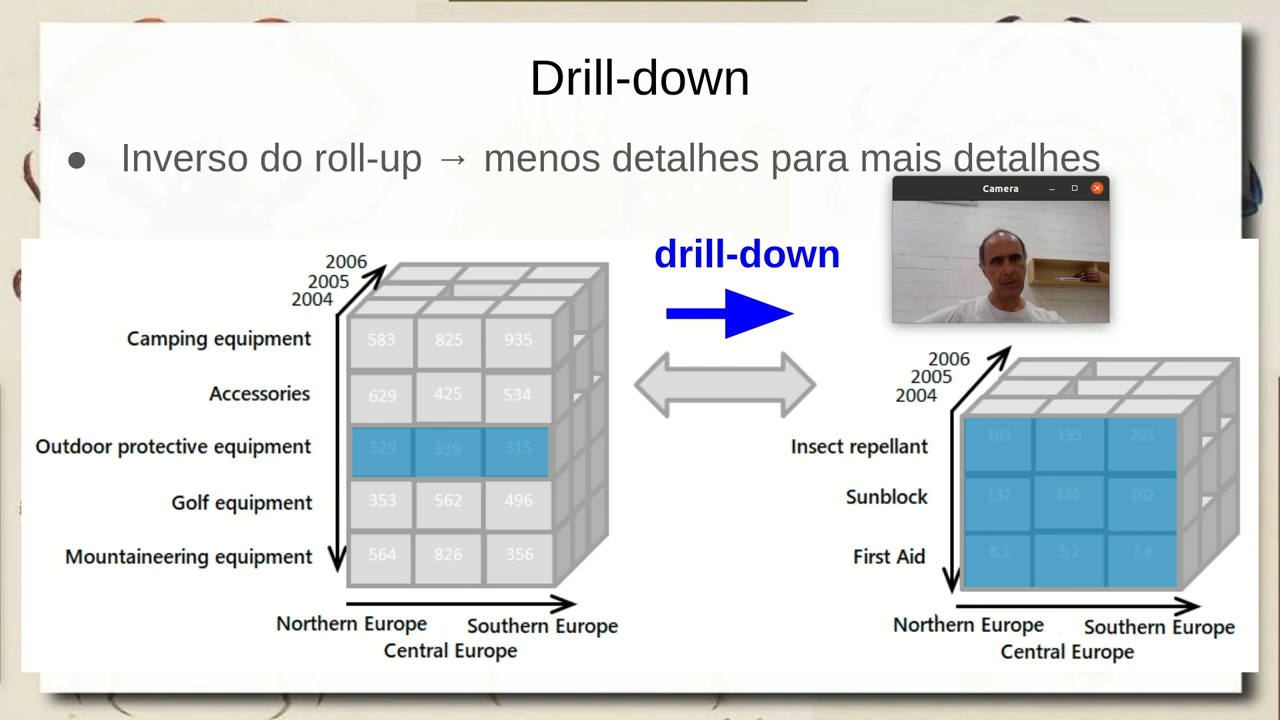 Drill-down
● Inverso do roll-up → menos detalhes para mais detalhes
Camera
drill-down
2006
2005
2004
Camping equipment 583 825 935
Accessories 629 425 534
Outdoor protective equipment 329 339 315
Golf equipment 353 562 496
Mountaineering equipment 564 826 356
Northern Europe Southern Europe
Central Europe
2006
2005
2004
Insect repellant 189 195 205
Sunblock 132 136 102
First Aid 8,1 5,2 7,6
Northern Europe Southern Europe
Central Europe